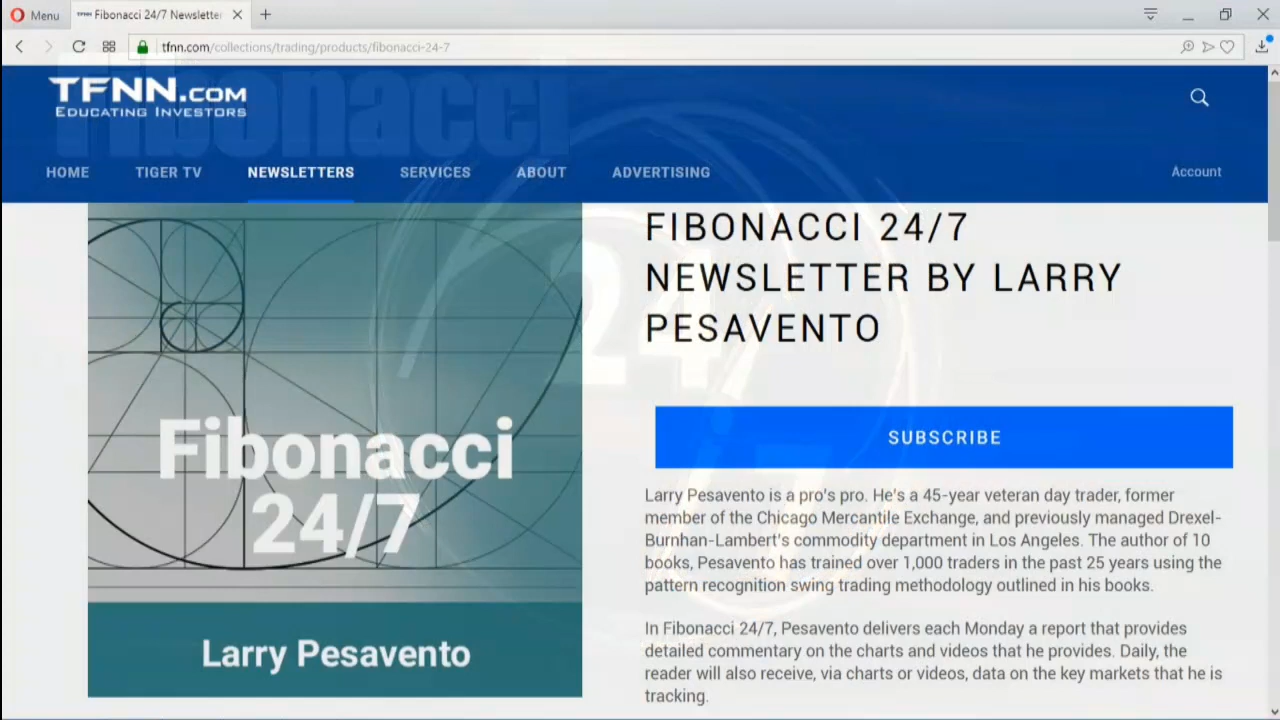 Menu
Fibonacci 24/7 Newsletter
tfnn.com/collections/trading/products/fibonacci-24-7
Fibonacci
TFNN.COM
EDUCATING INVESTORS
HOME TIGER TV NEWSLETTERS SERVICES ABOUT ADVERTISING Account
24
Fibonacci
24/7
Larry Pesavento
FIBONACCI 24/7
NEWSLETTER BY LARRY
PESAVENTO
SUBSCRIBE
Larry Pesavento is a pro's pro. He's a 45-year veteran day trader, former
member of the Chicago Mercantile Exchange, and previously managed Drexel-
Burnhan-Lambert's commodity department in Los Angeles. The author of 10
books, Pesavento has trained over 1,000 traders in the past 25 years using the
pattern recognition swing trading methodology outlined in his books.
In Fibonacci 24/7, Pesavento delivers each Monday a report that provides
detailed commentary on the charts and videos that he provides. Daily, the
reader will also receive, via charts or videos, data on the key markets that he is
tracking.